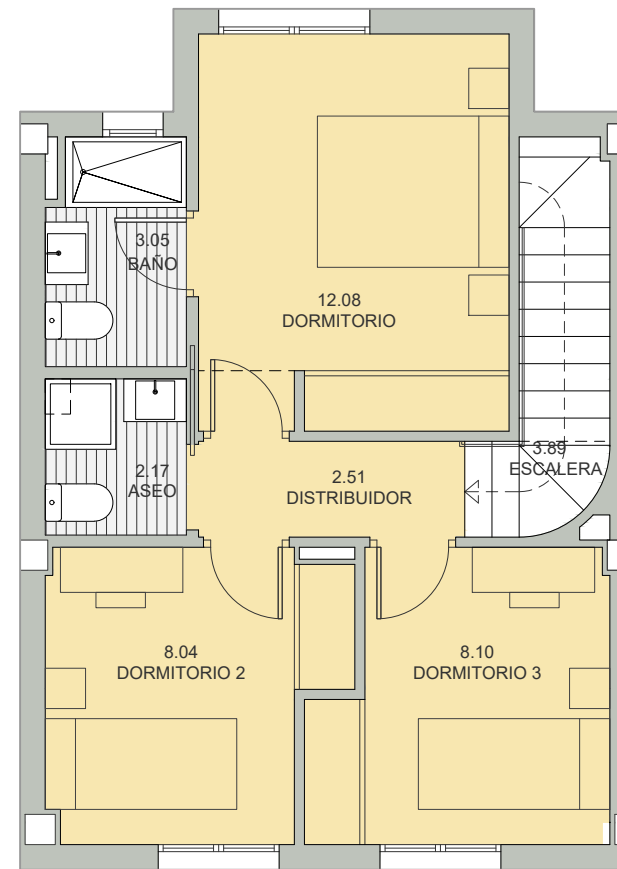 3.05
BAÑO
12.08
DORMITORIO
3.89
ESCALERA
2.17
ASEO
2.51
DISTRIBUIDOR
8.04
DORMITORIO 2
8.10
DORMITORIO 3